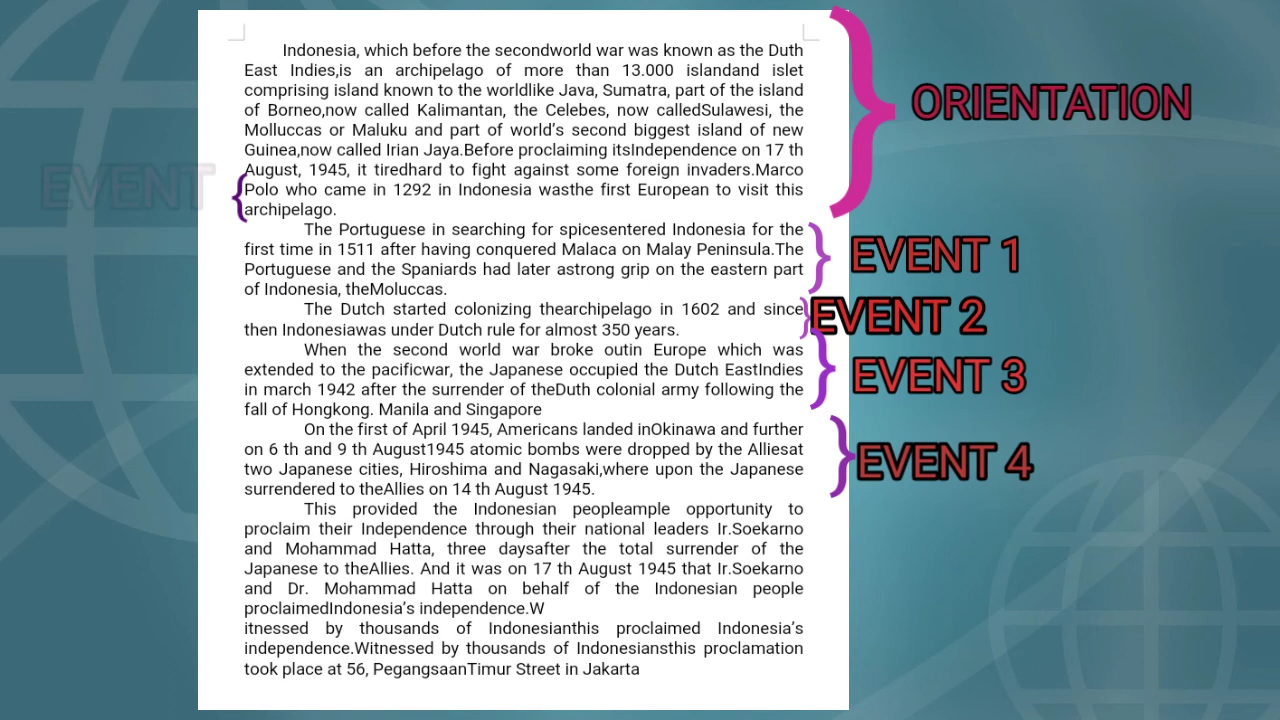 Indonesia, which before the secondworld war was known as the Duth
East Indies,is an archipelago of more than 13.000 islandand islet
comprising island known to the worldlike Java, Sumatra, part of the island
of Borneo,now called Kalimantan, the Celebes, now calledSulawesi, the
Molluccas or Maluku and part of world's second biggest island of new
Guinea,now called Irian Jaya.Before proclaiming itsIndependence on 17 th
August, 1945, it tiredhard to fight against some foreign invaders.Marco
Polo who came in 1292 in Indonesia wasthe first European to visit this
archipelago.
The Portuguese in searching for spicesentered Indonesia for the
first time in 1511 after having conquered Malaca on Malay Peninsula.The
Portuguese and the Spaniards had later astrong grip on the eastern part
of Indonesia, theMoluccas.
The Dutch started colonizing thearchipelago in 1602 and since
then Indonesiawas under Dutch rule for almost 350 years.
When the second world war broke outin Europe which was
extended to the pacificwar, the Japanese occupied the Dutch EastIndies
in march 1942 after the surrender of theDuth colonial army following the
fall of Hongkong. Manila and Singapore
On the first of April 1945, Americans landed inOkinawa and further
on 6 th and 9 th August1945 atomic bombs were dropped by the Alliesat
two Japanese cities, Hiroshima and Nagasaki,where upon the Japanese
surrendered to theAllies on 14 th August 1945.
This provided the Indonesian peopleample opportunity to
proclaim their Independence through their national leaders Ir.Soekarno
and Mohammad Hatta, three daysafter the total surrender of the
Japanese to theAllies. And it was on 17 th August 1945 that Ir.Soekarno
and Dr. Mohammad Hatta on behalf of the Indonesian people
proclaimedIndonesia's independence.W
itnessed by thousands of Indonesianthis proclaimed Indonesia's
independence.Witnessed by thousands of Indonesiansthis proclamation
took place at 56, PegangsaanTimur Street in Jakarta
EVENT
ORIENTATION
EVENT 1
EVENT 2
EVENT 3
EVENT 4